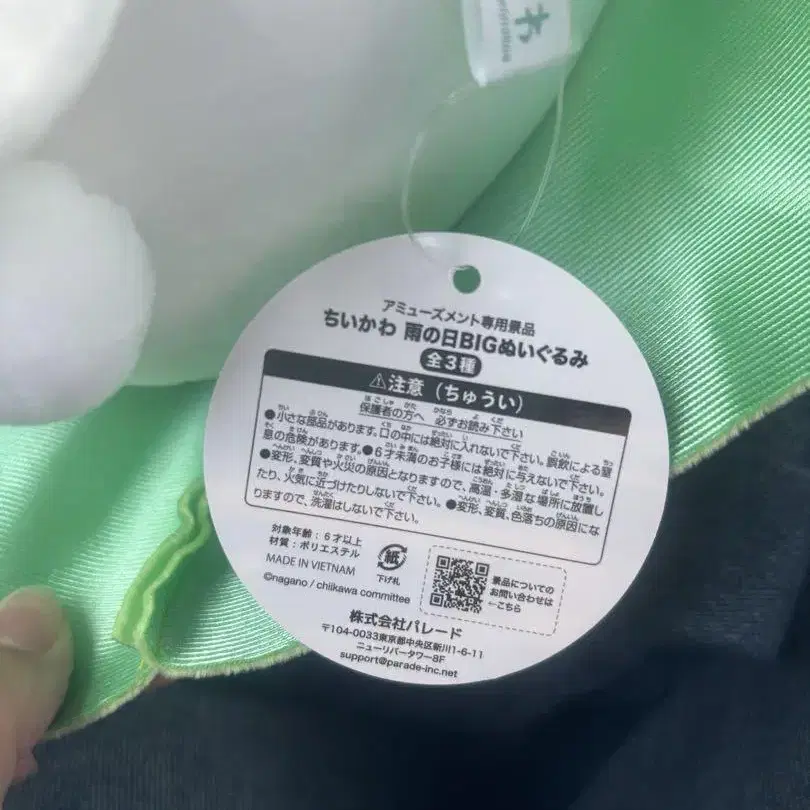 わ
アミューズメント専用景品
ちいかわ 雨の日BIGぬいぐるみ
全3種
⚠注意（ちゅうい）
保護者の方へ 必ずお読み下さい
●小さな部品があります。口の中には絶対に入れないで下さい。誤飲による窒
息の危険があります。●6才未満のお子様には絶対に与えないで下さい。
●変形、変質や火災の原因となりますので、高温・多湿な場所に放置し
たり、火気に近づけたりしないで下さい。●変形、変質、色落ちの原因にな
りますので、洗濯はしないで下さい。
対象年齢：6才以上
材質：ポリエステル
MADE IN VIETNAM
©nagano / chiikawa committee
紙
下げ札
景品についての
お問い合わせは
←こちら
株式会社パレード
〒104-0033東京都中央区新川1-6-11
ニューリバータワー8F
support@parade-inc.net